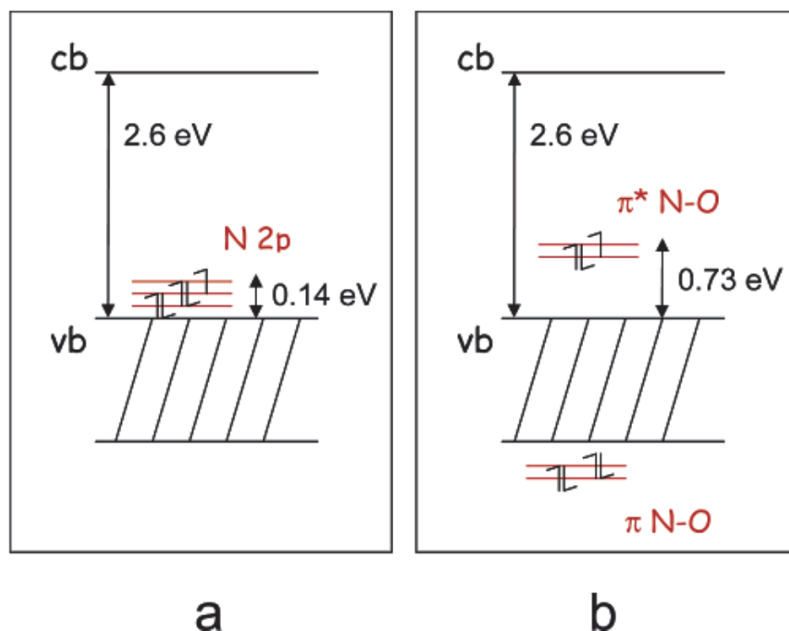 cb
2.6 eV
N 2p
0.14 eV
vb
a
cb
2.6 eV
π* N-O
0.73 eV
vb
π N-O
b